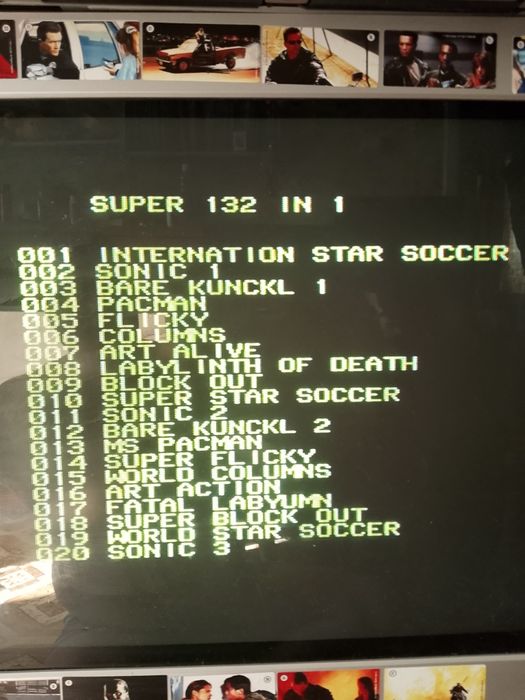 SUPER 132 IN 1
001 INTERNATION STAR SOCCER
002 SONIC 1
003 BARE KUNCKL 1
004 PACMAN
005 FLICKY
006 COLUMNS
007 ART ALIVE
008 LABYLINTH OF DEATH
009 BLOCK OUT
010 SUPER STAR SOCCER
011 SONIC 2
012 BARE KUNCKL 2
013 MS PACMAN
014 SUPER FLICKY
015 WORLD COLUMNS
016 ART ACTION
017 FATAL LABYUMN
018 SUPER BLOCK OUT
019 WORLD STAR SOCCER
020 SONIC 3